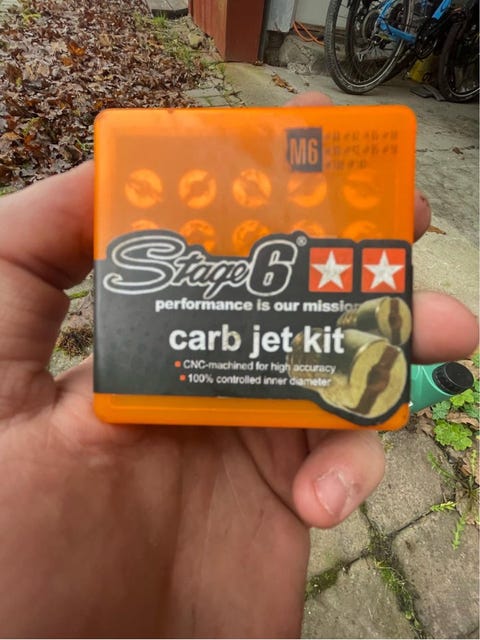 M6
Stage6®
performance is our mission
carb jet kit
• CNC-machined for high accuracy
• 100% controlled inner diameter